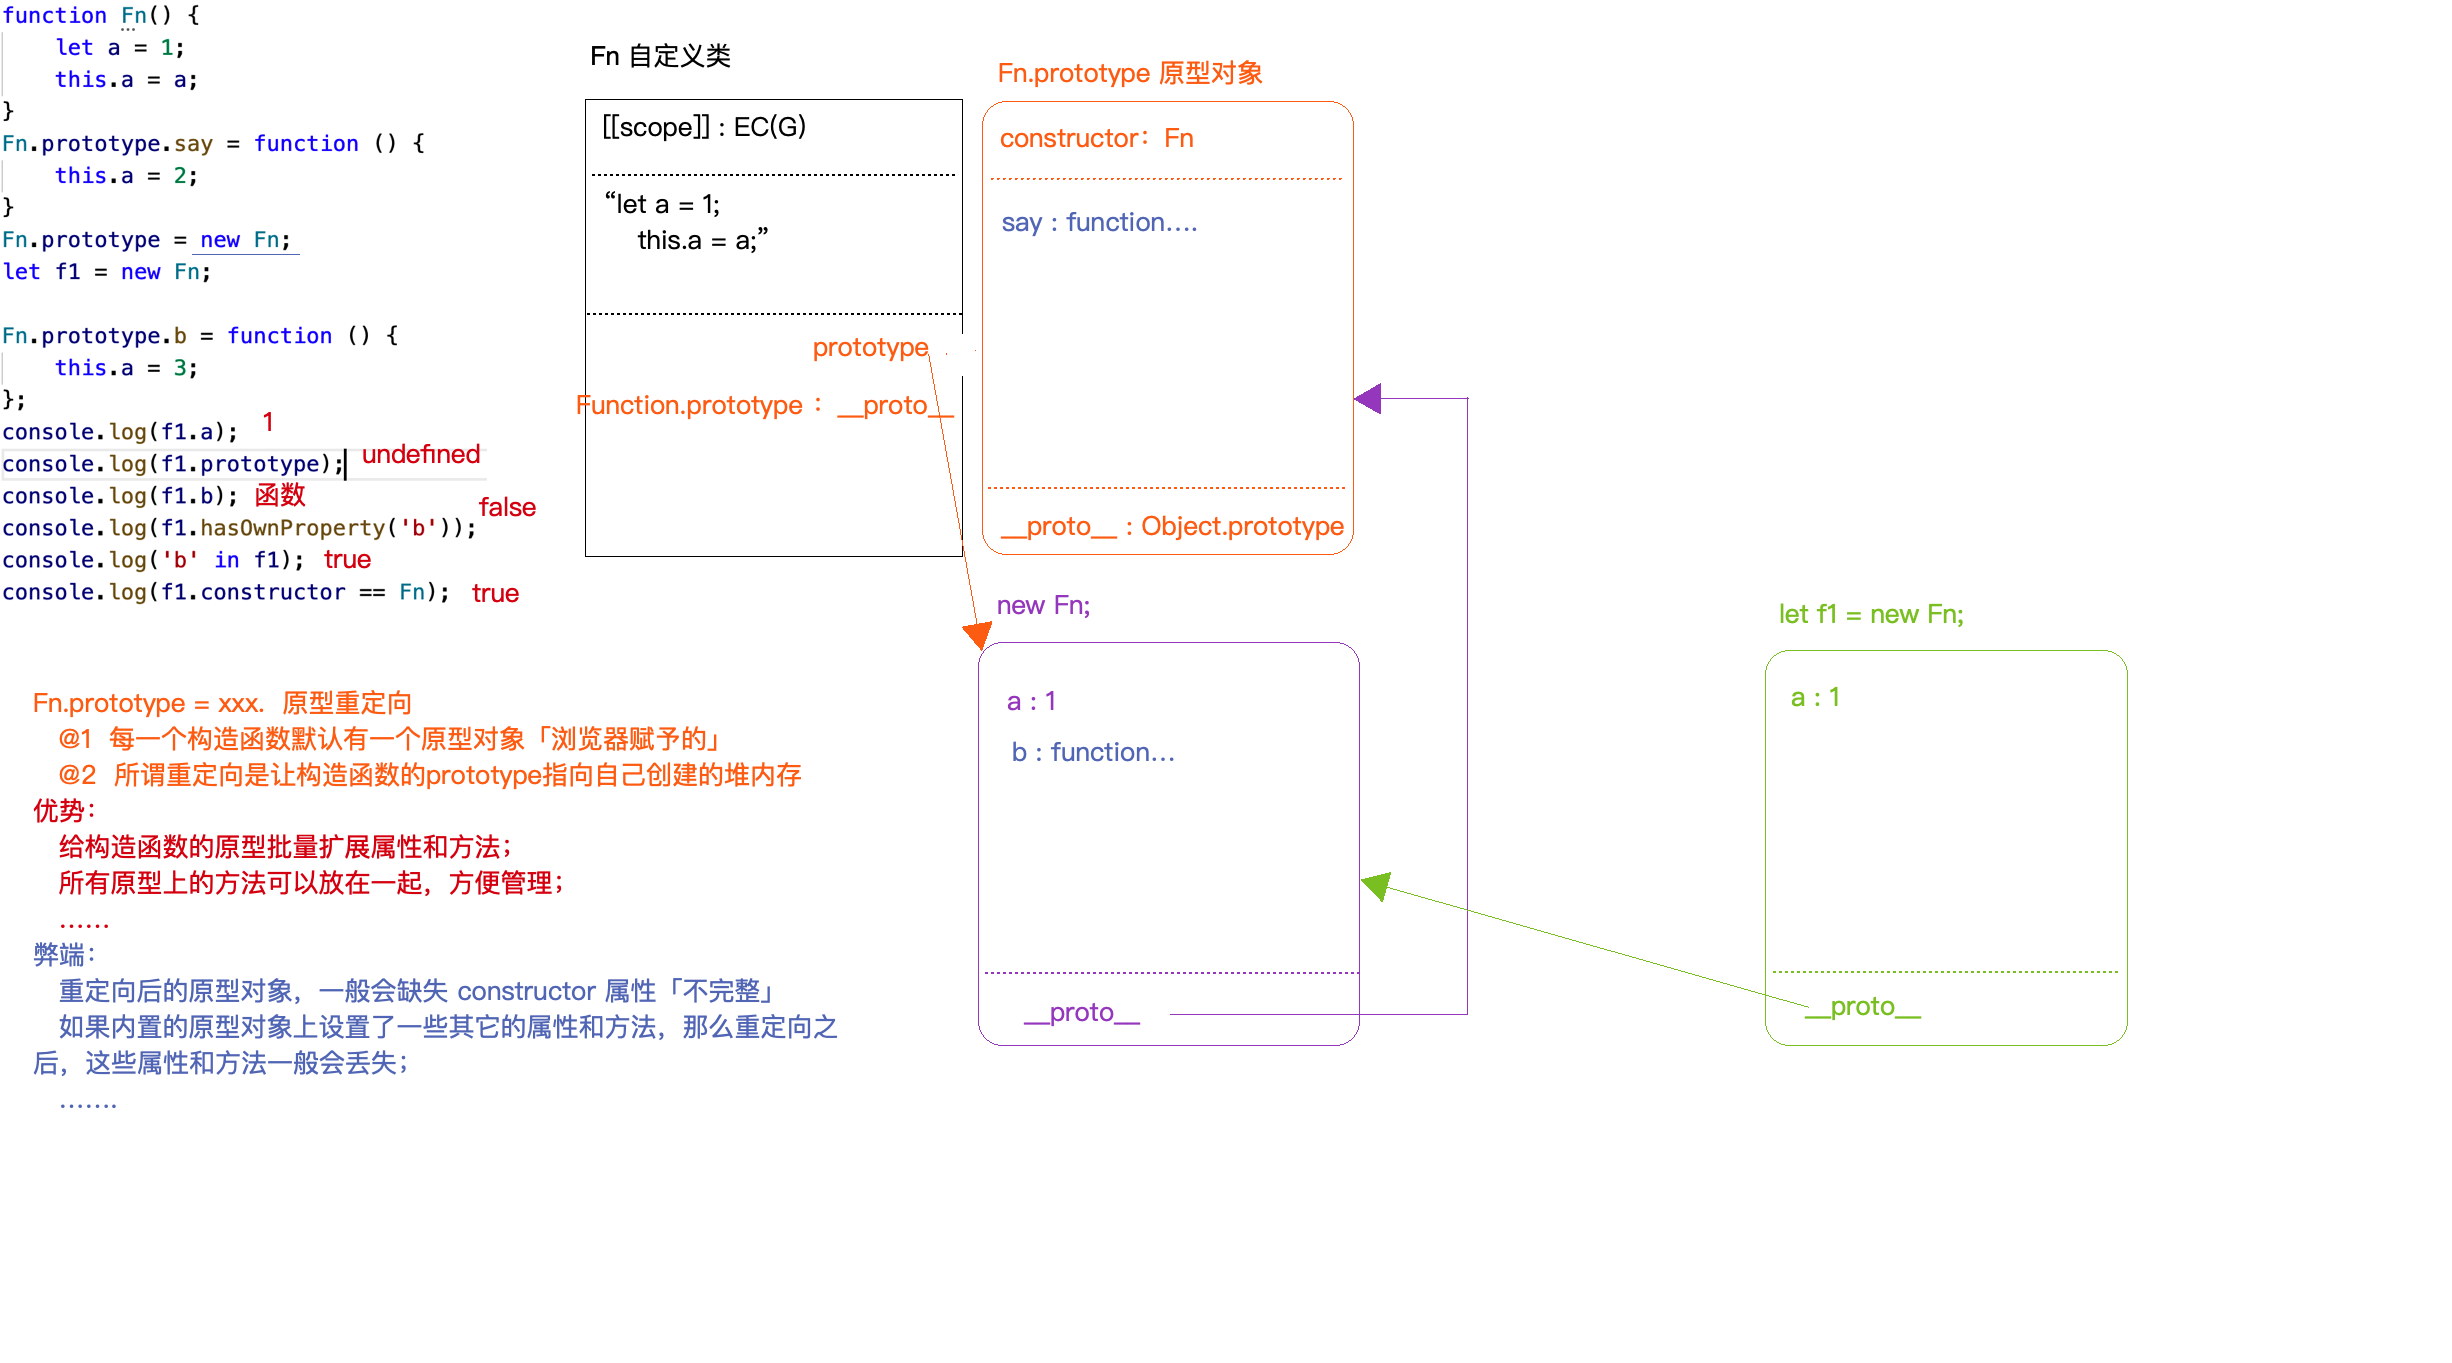 function Fn() {
    let a = 1;
    this.a = a;
}
Fn.prototype.say = function () {
    this.a = 2;
}
Fn.prototype = new Fn;
let f1 = new Fn;
Fn.prototype.b = function () {
    this.a = 3;
};
console.log(f1.a); 1
console.log(f1.prototype); undefined
console.log(f1.b); 函数
console.log(f1.hasOwnProperty('b')); false
console.log('b' in f1); true
console.log(f1.constructor == Fn); true
Fn.prototype = xxx. 原型重定向
@1 每一个构造函数默认有一个原型对象「浏览器赋予的」
@2 所谓重定向是让构造函数的prototype指向自己创建的堆内存
优势：
给构造函数的原型批量扩展属性和方法；
所有原型上的方法可以放在一起，方便管理；
……
弊端：
重定向后的原型对象，一般会缺失 constructor 属性「不完整」
如果内置的原型对象上设置了一些其它的属性和方法，那么重定向之
后，这些属性和方法一般会丢失；
…….
Fn 自定义类
[[scope]] : EC(G)
“let a = 1;
this.a = a;”
prototype
Function.prototype ： __proto__
Fn.prototype 原型对象
constructor： Fn
say : function….
__proto__ : Object.prototype
new Fn;
a : 1
b : function…
__proto__
let f1 = new Fn;
a : 1
__proto__